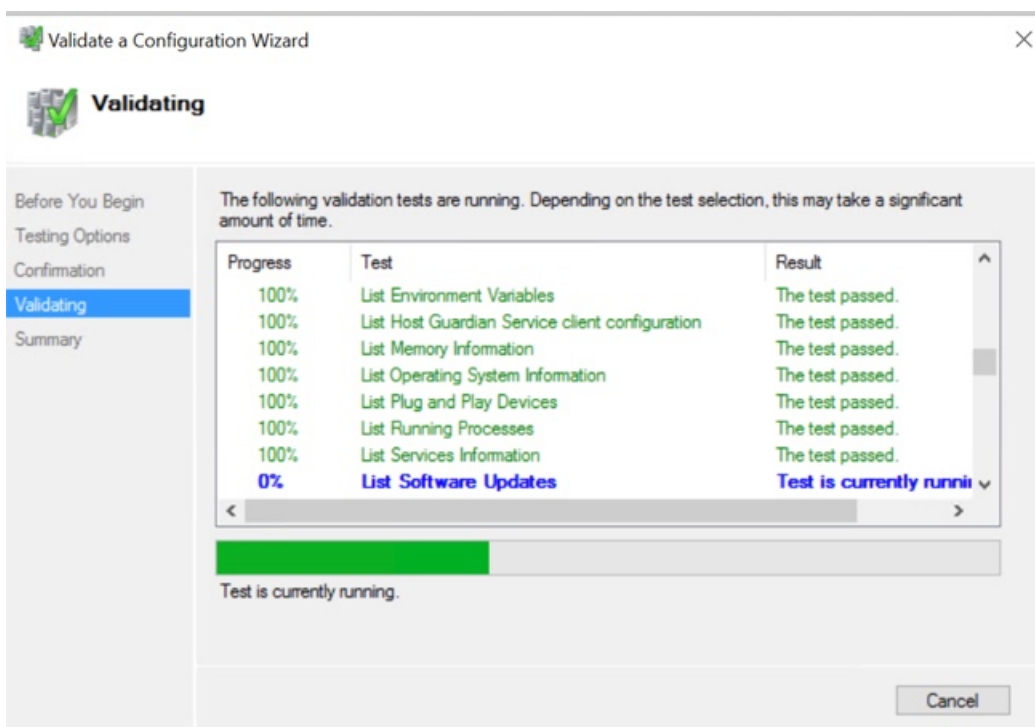 Validate a Configuration Wizard
Validating
Before You Begin
Testing Options
Confirmation
Validating
Summary
The following validation tests are running. Depending on the test selection, this may take a significant
amount of time.
Progress Test Result
100% List Environment Variables The test passed.
100% List Host Guardian Service client configuration The test passed.
100% List Memory Information The test passed.
100% List Operating System Information The test passed.
100% List Plug and Play Devices The test passed.
100% List Running Processes The test passed.
100% List Services Information The test passed.
0% List Software Updates Test is currently runnin
Test is currently running.
Cancel